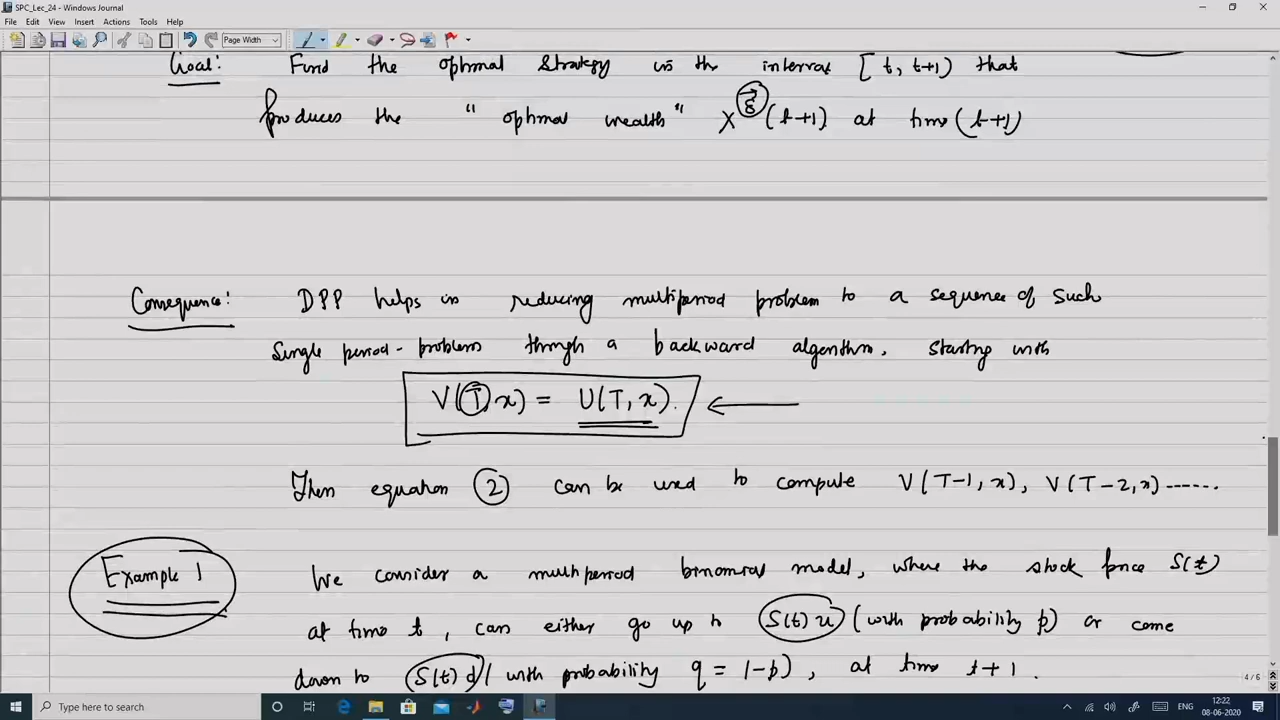 SPC_Lec_24 - Windows Journal
File Edit View Insert Actions Tools Help
Page Width
Goal: Find the optimal strategy in the interval [t, t+1) that
produces the "optimal wealth" X^δ (t+1) at time (t+1)
Consequence: DPP helps in reducing multiperiod problem to a sequence of such
single period-problems through a backward algorithm. starting with
V(T, x) = U(T, x).
Then equation (2) can be used to compute V(T-1, x), V(T-2, x) ------
Example 1 We consider a multiperiod binomial model, where the stock price S(t)
at time t, can either go up to S(t)u (with probability p) or come
down to S(t)d (with probability q = 1-p), at time t+1.
4/6
Type here to search
ENG
12:22
08-06-2020